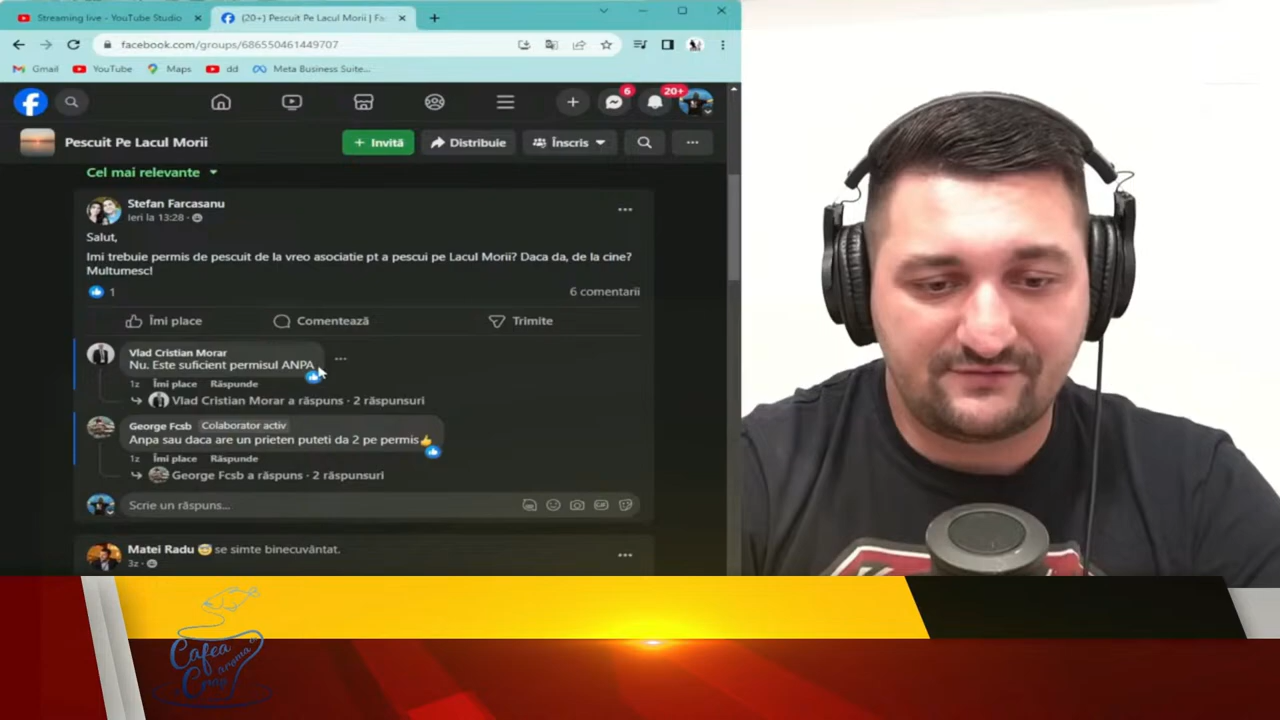 Streaming live - YouTube Studio
(20+) Pescuit Pe Lacul Morii | Fa
facebook.com/groups/686550461449707
Gmail
YouTube
Maps
dd
Meta Business Suite...
6
20+
Pescuit Pe Lacul Morii
+ Invită
Distribuie
Înscris
Cel mai relevante
Stefan Farcasanu
Ieri la 13:28
Salut,
Imi trebuie permis de pescuit de la vreo asociatie pt a pescui pe Lacul Morii? Daca da, de la cine?
Multumesc!
1
6 comentarii
Îmi place
Comentează
Trimite
Vlad Cristian Morar
Nu. Este suficient permisul ANPA
1z Îmi place Răspunde
Vlad Cristian Morar a răspuns · 2 răspunsuri
George Fcsb Colaborator activ
Anpa sau daca are un prieten puteti da 2 pe permis👍
1z Îmi place Răspunde
George Fcsb a răspuns · 2 răspunsuri
Scrie un răspuns...
Matei Radu 😇 se simte binecuvântat.
3z
Cafea
aroma
Crap